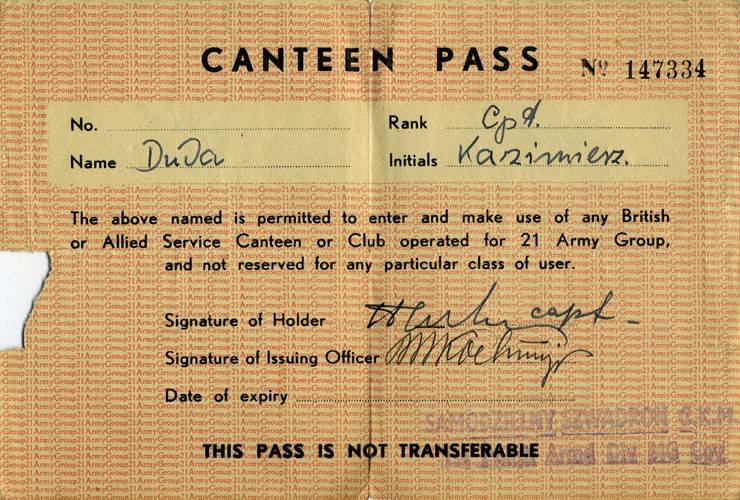 CANTEEN PASS
Nº 147334
No.
Rank Cpt.
Name Duda
Initials Kazimierz.
The above named is permitted to enter and make use of any British
or Allied Service Canteen or Club operated for 21 Army Group,
and not reserved for any particular class of user.
Signature of Holder capt
Signature of Issuing Officer
Date of expiry
THIS PASS IS NOT TRANSFERABLE